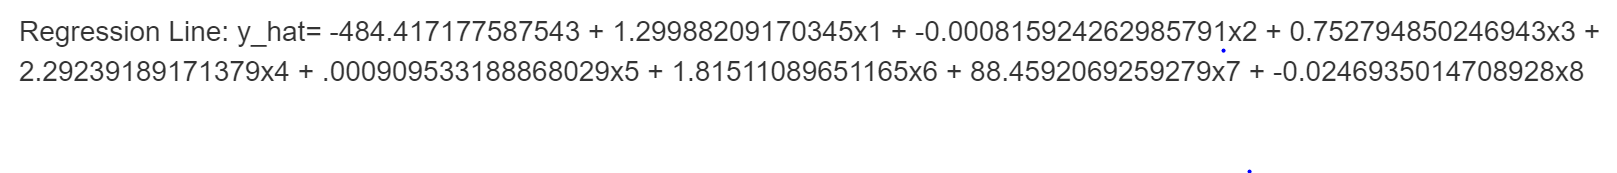 Regression Line: y_hat= -484.417177587543 + 1.29988209170345x1 + -0.000815924262985791x2 + 0.752794850246943x3 +
2.29239189171379x4 + .000909533188868029x5 + 1.81511089651165x6 + 88.4592069259279x7 + -0.0246935014708928x8